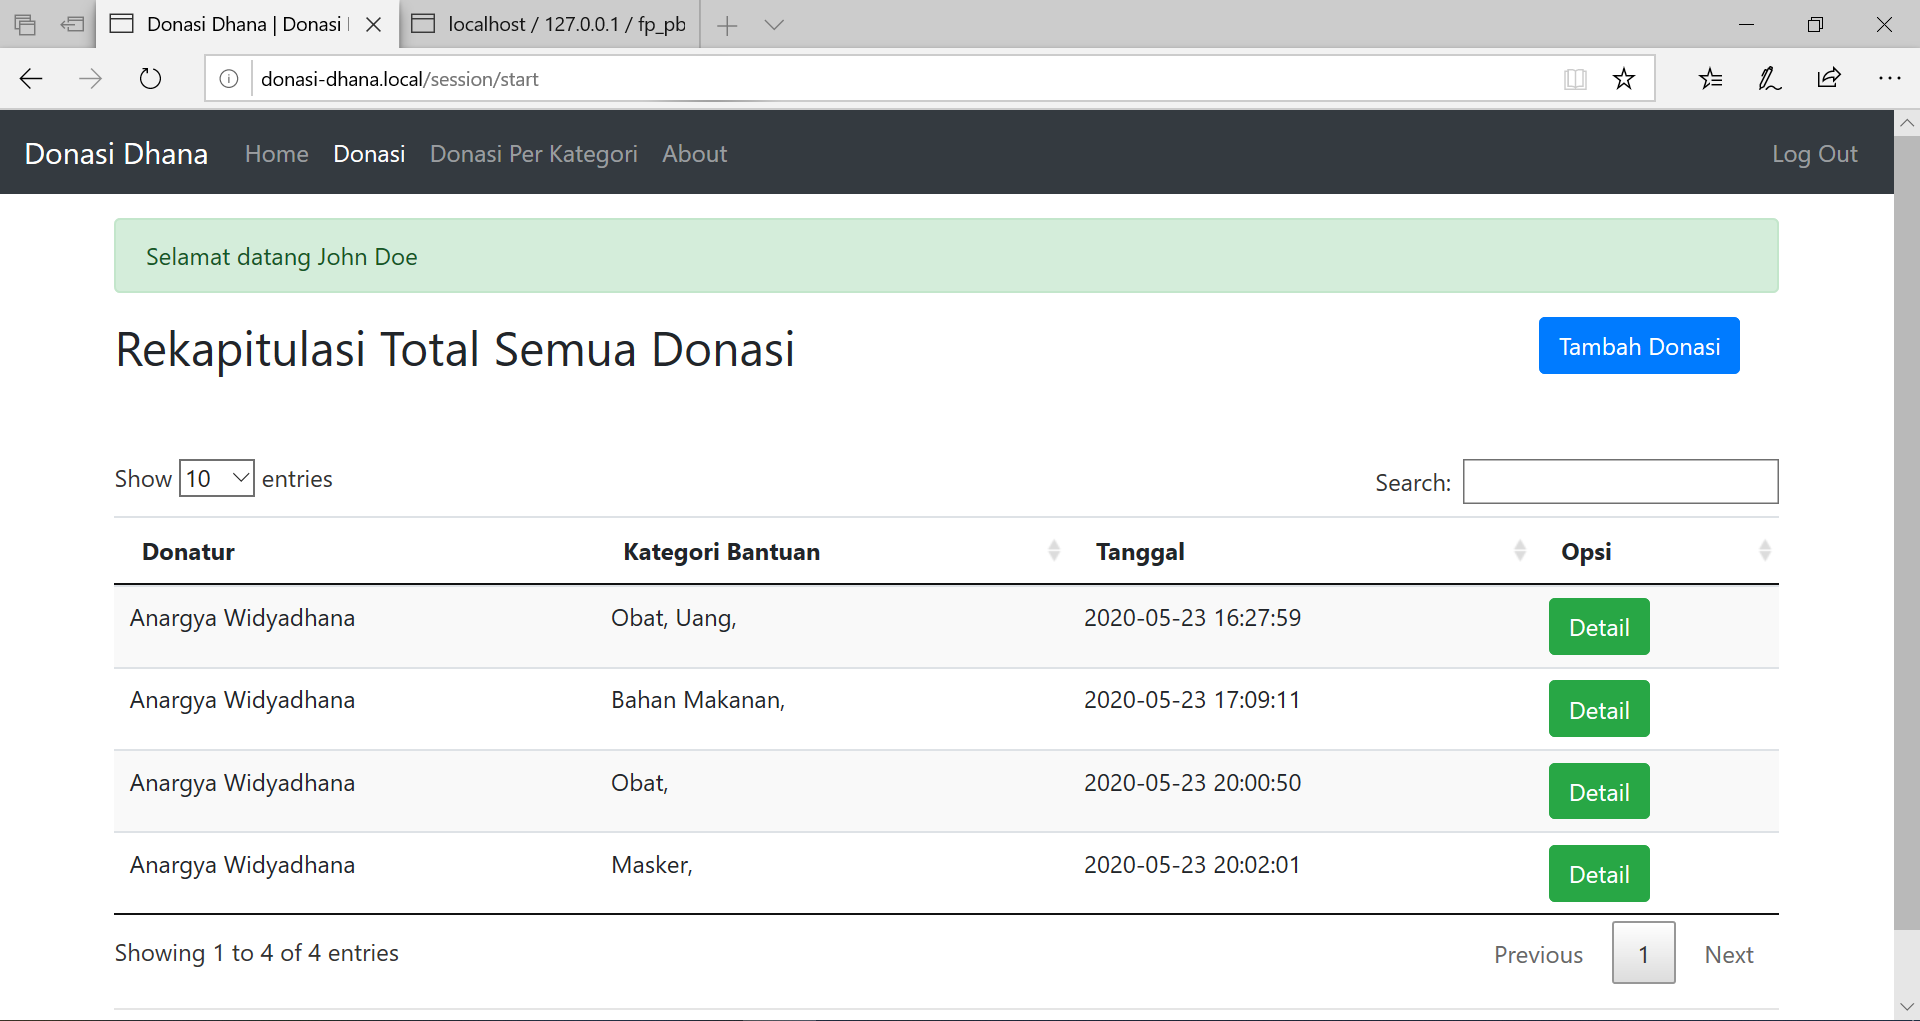 Donasi Dhana | Donasi
localhost / 127.0.0.1 / fp_pb
donasi-dhana.local/session/start
Donasi Dhana Home Donasi Donasi Per Kategori About Log Out
Selamat datang John Doe
Rekapitulasi Total Semua Donasi
Tambah Donasi
Show 10 entries
Search:
Donatur Kategori Bantuan Tanggal Opsi
Anargya Widyadhana Obat, Uang, 2020-05-23 16:27:59 Detail
Anargya Widyadhana Bahan Makanan, 2020-05-23 17:09:11 Detail
Anargya Widyadhana Obat, 2020-05-23 20:00:50 Detail
Anargya Widyadhana Masker, 2020-05-23 20:02:01 Detail
Showing 1 to 4 of 4 entries
Previous 1 Next